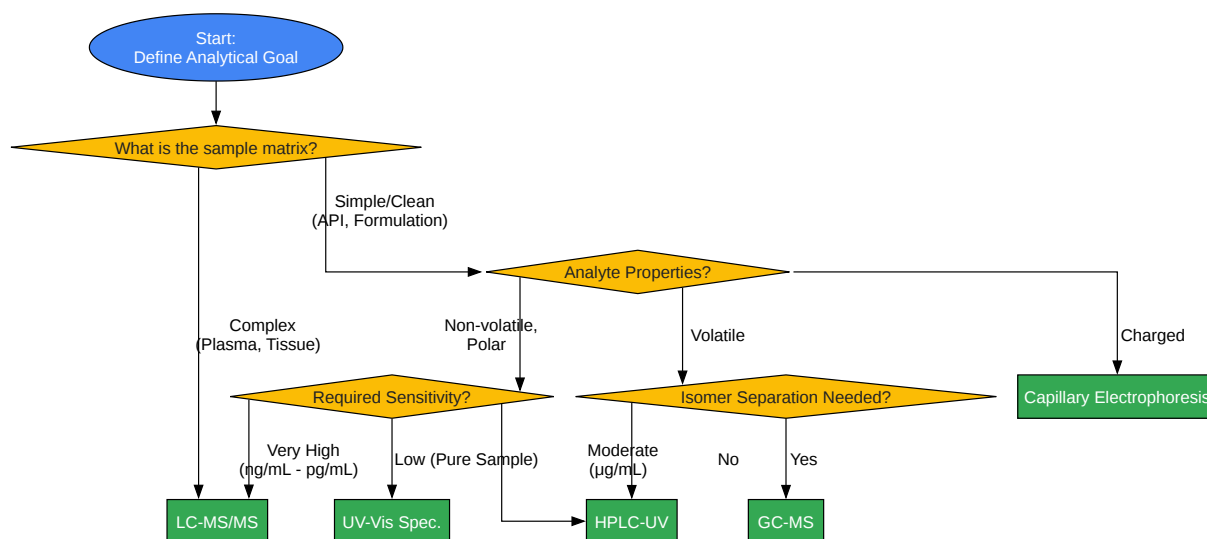 Start:
Define Analytical Goal
What is the sample matrix?
Simple/Clean
(API, Formulation)
Analyte Properties?
Complex
(Plasma, Tissue)
Non-volatile,
Polar
Volatile
Charged
Required Sensitivity?
Isomer Separation Needed?
Capillary Electrophoresis
Very High
(ng/mL - pg/mL)
Low (Pure Sample)
Moderate
(µg/mL)
No
Yes
LC-MS/MS
UV-Vis Spec.
HPLC-UV
GC-MS